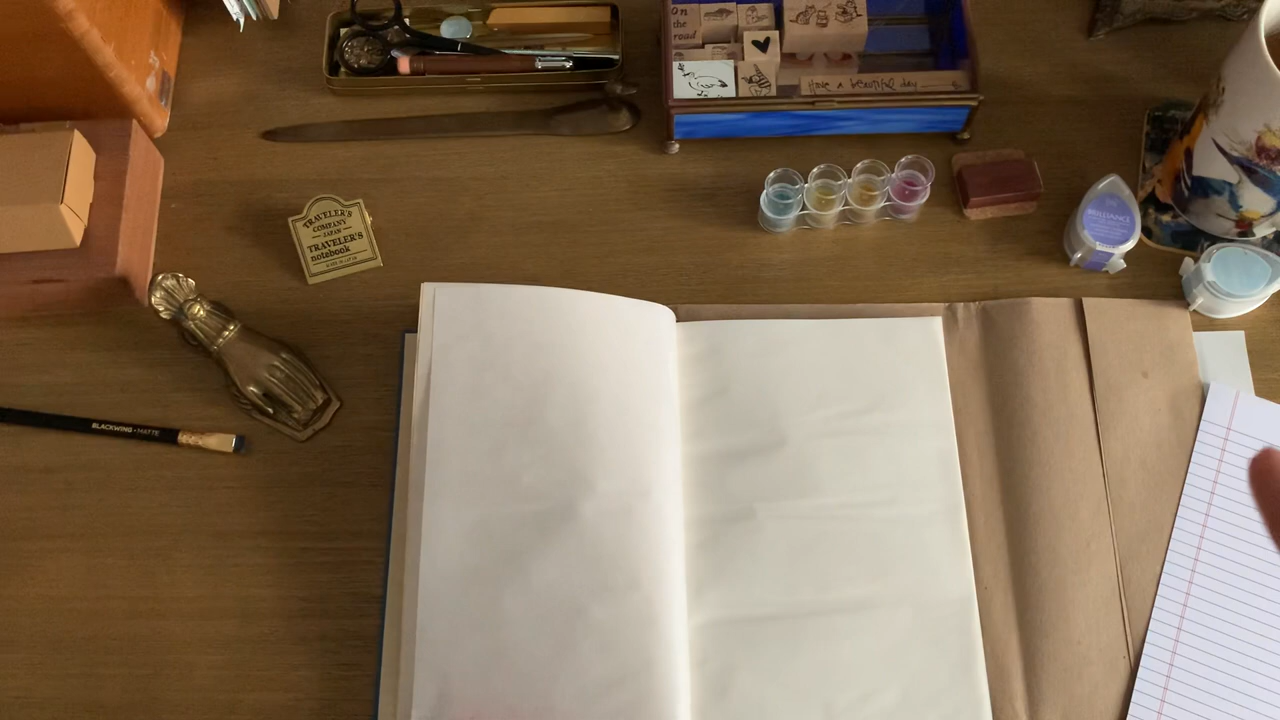 on
the
road
Have a beautiful day
TRAVELER'S
COMPANY
JAPAN
TRAVELER'S
notebook
BRILLIANCE
BLACKWING · MATTE